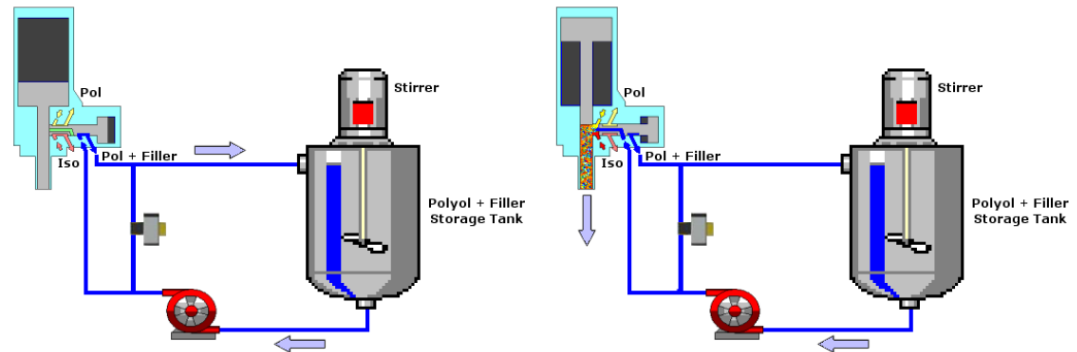 Pol
Stirrer
Iso
Pol + Filler
Polyol + Filler
Storage Tank
Pol
Stirrer
Iso
Pol + Filler
Polyol + Filler
Storage Tank